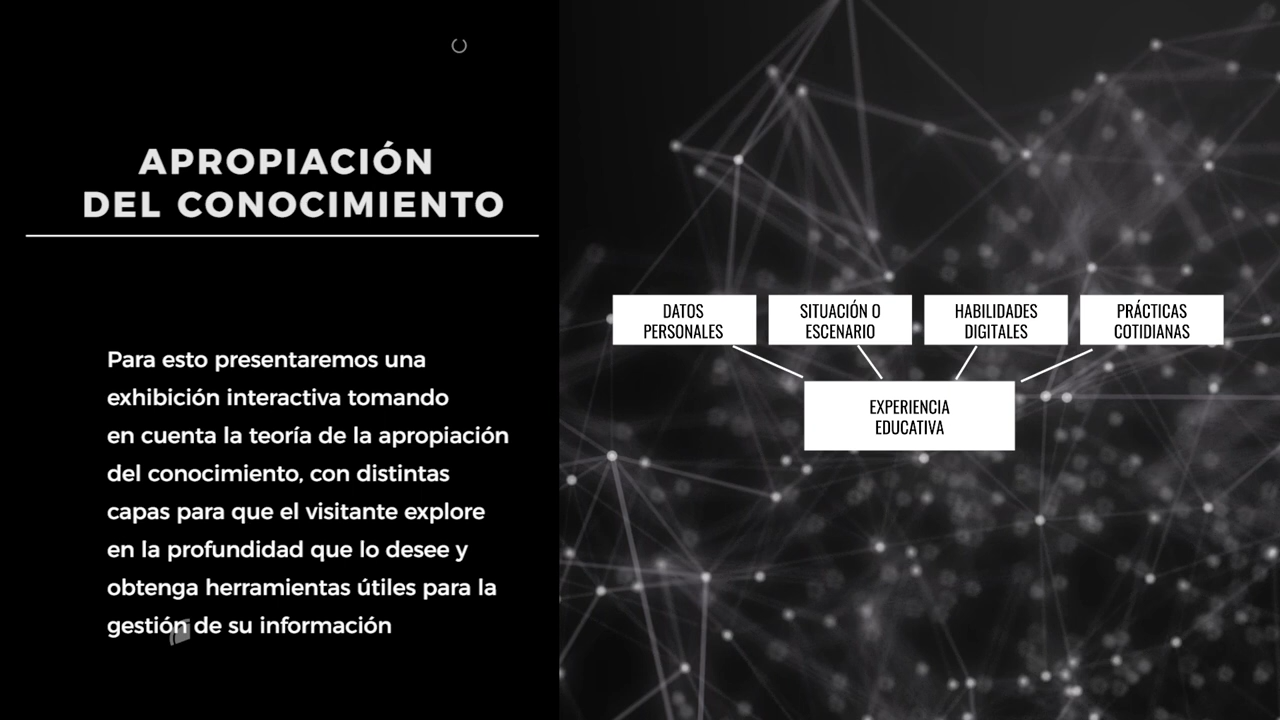 APROPIACIÓN
DEL CONOCIMIENTO
Para esto presentaremos una
exhibición interactiva tomando
en cuenta la teoría de la apropiación
del conocimiento, con distintas
capas para que el visitante explore
en la profundidad que lo desee y
obtenga herramientas útiles para la
gestión de su información
DATOS
PERSONALES
SITUACIÓN O
ESCENARIO
HABILIDADES
DIGITALES
PRÁCTICAS
COTIDIANAS
EXPERIENCIA
EDUCATIVA